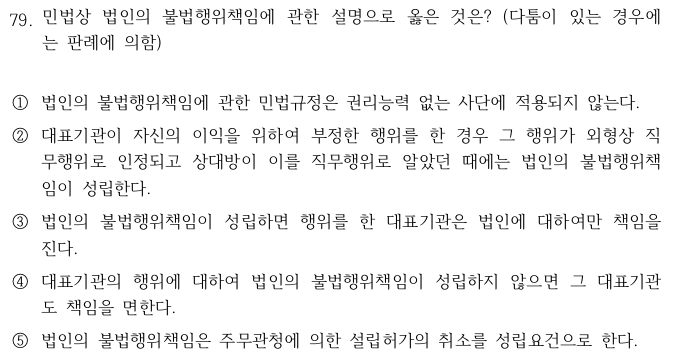 79. 민법상 법인의 불법행위책임에 관한 설명으로 옳은 것은? (다툼이 있는 경우에
는 판례에 의함)
① 법인의 불법행위책임에 관한 민법규정은 권리능력 없는 사단에 적용되지 않는다.
② 대표기관이 자신의 이익을 위하여 부정한 행위를 한 경우 그 행위가 외형상 직
무행위로 인정되고 상대방이 이를 직무행위로 알았던 때에는 법인의 불법행위책
임이 성립한다.
③ 법인의 불법행위책임이 성립하면 행위를 한 대표기관은 법인에 대하여만 책임을
진다.
④ 대표기관의 행위에 대하여 법인의 불법행위책임이 성립하지 않으면 그 대표기관
도 책임을 면한다.
⑤ 법인의 불법행위책임은 주무관청에 의한 설립허가의 취소를 성립요건으로 한다.